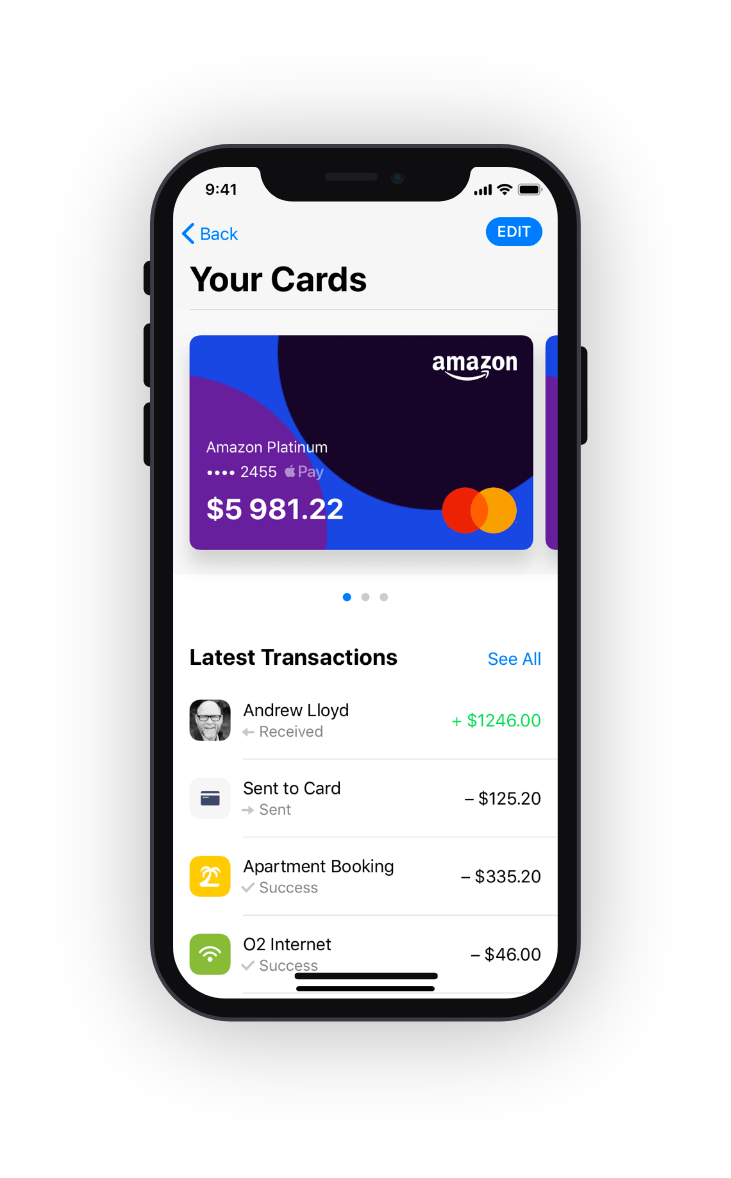 9:41
Back
EDIT
Your Cards
amazon
Amazon Platinum
•••• 2455 Pay
$5 981.22
Latest Transactions
See All
Andrew Lloyd
Received
+ $1246.00
Sent to Card
Sent
– $125.20
Apartment Booking
Success
– $335.20
O2 Internet
Success
– $46.00